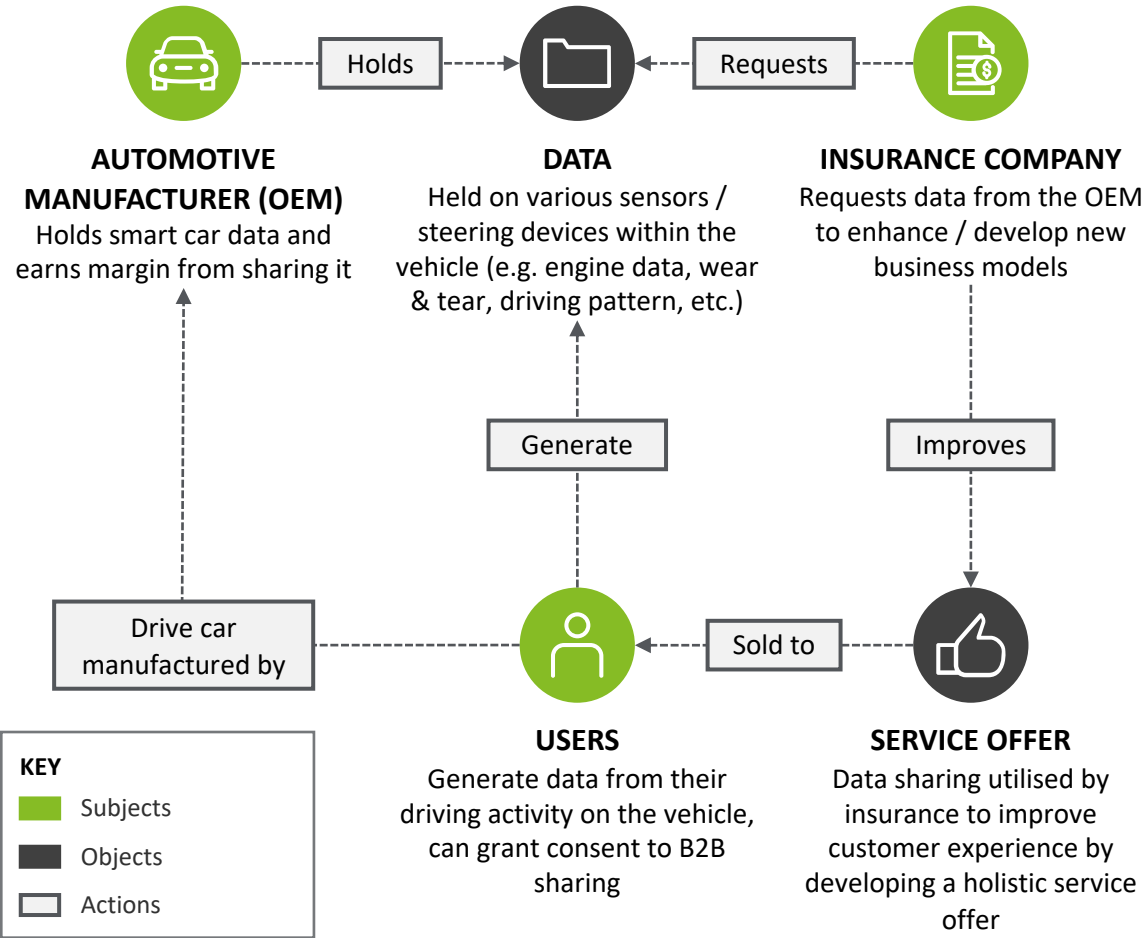 Holds
Requests
AUTOMOTIVE
MANUFACTURER (OEM)
Holds smart car data and
earns margin from sharing it
DATA
Held on various sensors /
steering devices within the
vehicle (e.g. engine data, wear
& tear, driving pattern, etc.)
INSURANCE COMPANY
Requests data from the OEM
to enhance / develop new
business models
Generate
Improves
Drive car
manufactured by
Sold to
USERS
Generate data from their
driving activity on the vehicle,
can grant consent to B2B
sharing
SERVICE OFFER
Data sharing utilised by
insurance to improve
customer experience by
developing a holistic service
offer
KEY
Subjects
Objects
Actions